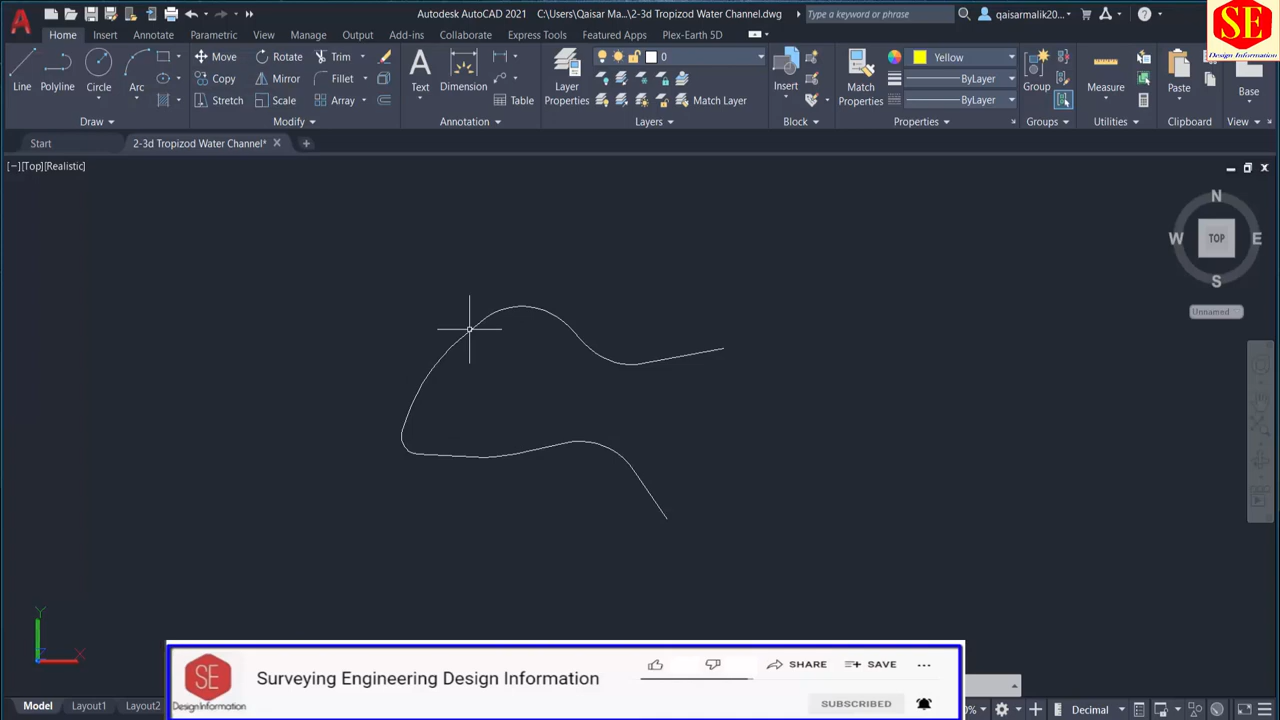 Autodesk AutoCAD 2021 C:\Users\Qaisar Ma...\2-3d Tropizod Water Channel.dwg
Type a keyword or phrase
qaisarmalik20...
SE
Design Information
Home Insert Annotate Parametric View Manage Output Add-ins Collaborate Express Tools Featured Apps Plex-Earth 5D
Line Polyline Circle Arc
Move Rotate Trim
Copy Mirror Fillet
Stretch Scale Array
Text Dimension Table
Layer Properties
0
Match Layer
Insert
Match Properties
Yellow
ByLayer
ByLayer
Group
Measure
Paste
Base
Draw Modify Annotation Layers Block Properties Groups Utilities Clipboard View
Start 2-3d Tropizod Water Channel*
[−][Top][Realistic]
N
W TOP E
S
Unnamed
Y
X
SE
Design Information
Surveying Engineering Design Information
SHARE SAVE
SUBSCRIBED
Model Layout1 Layout2
Decimal